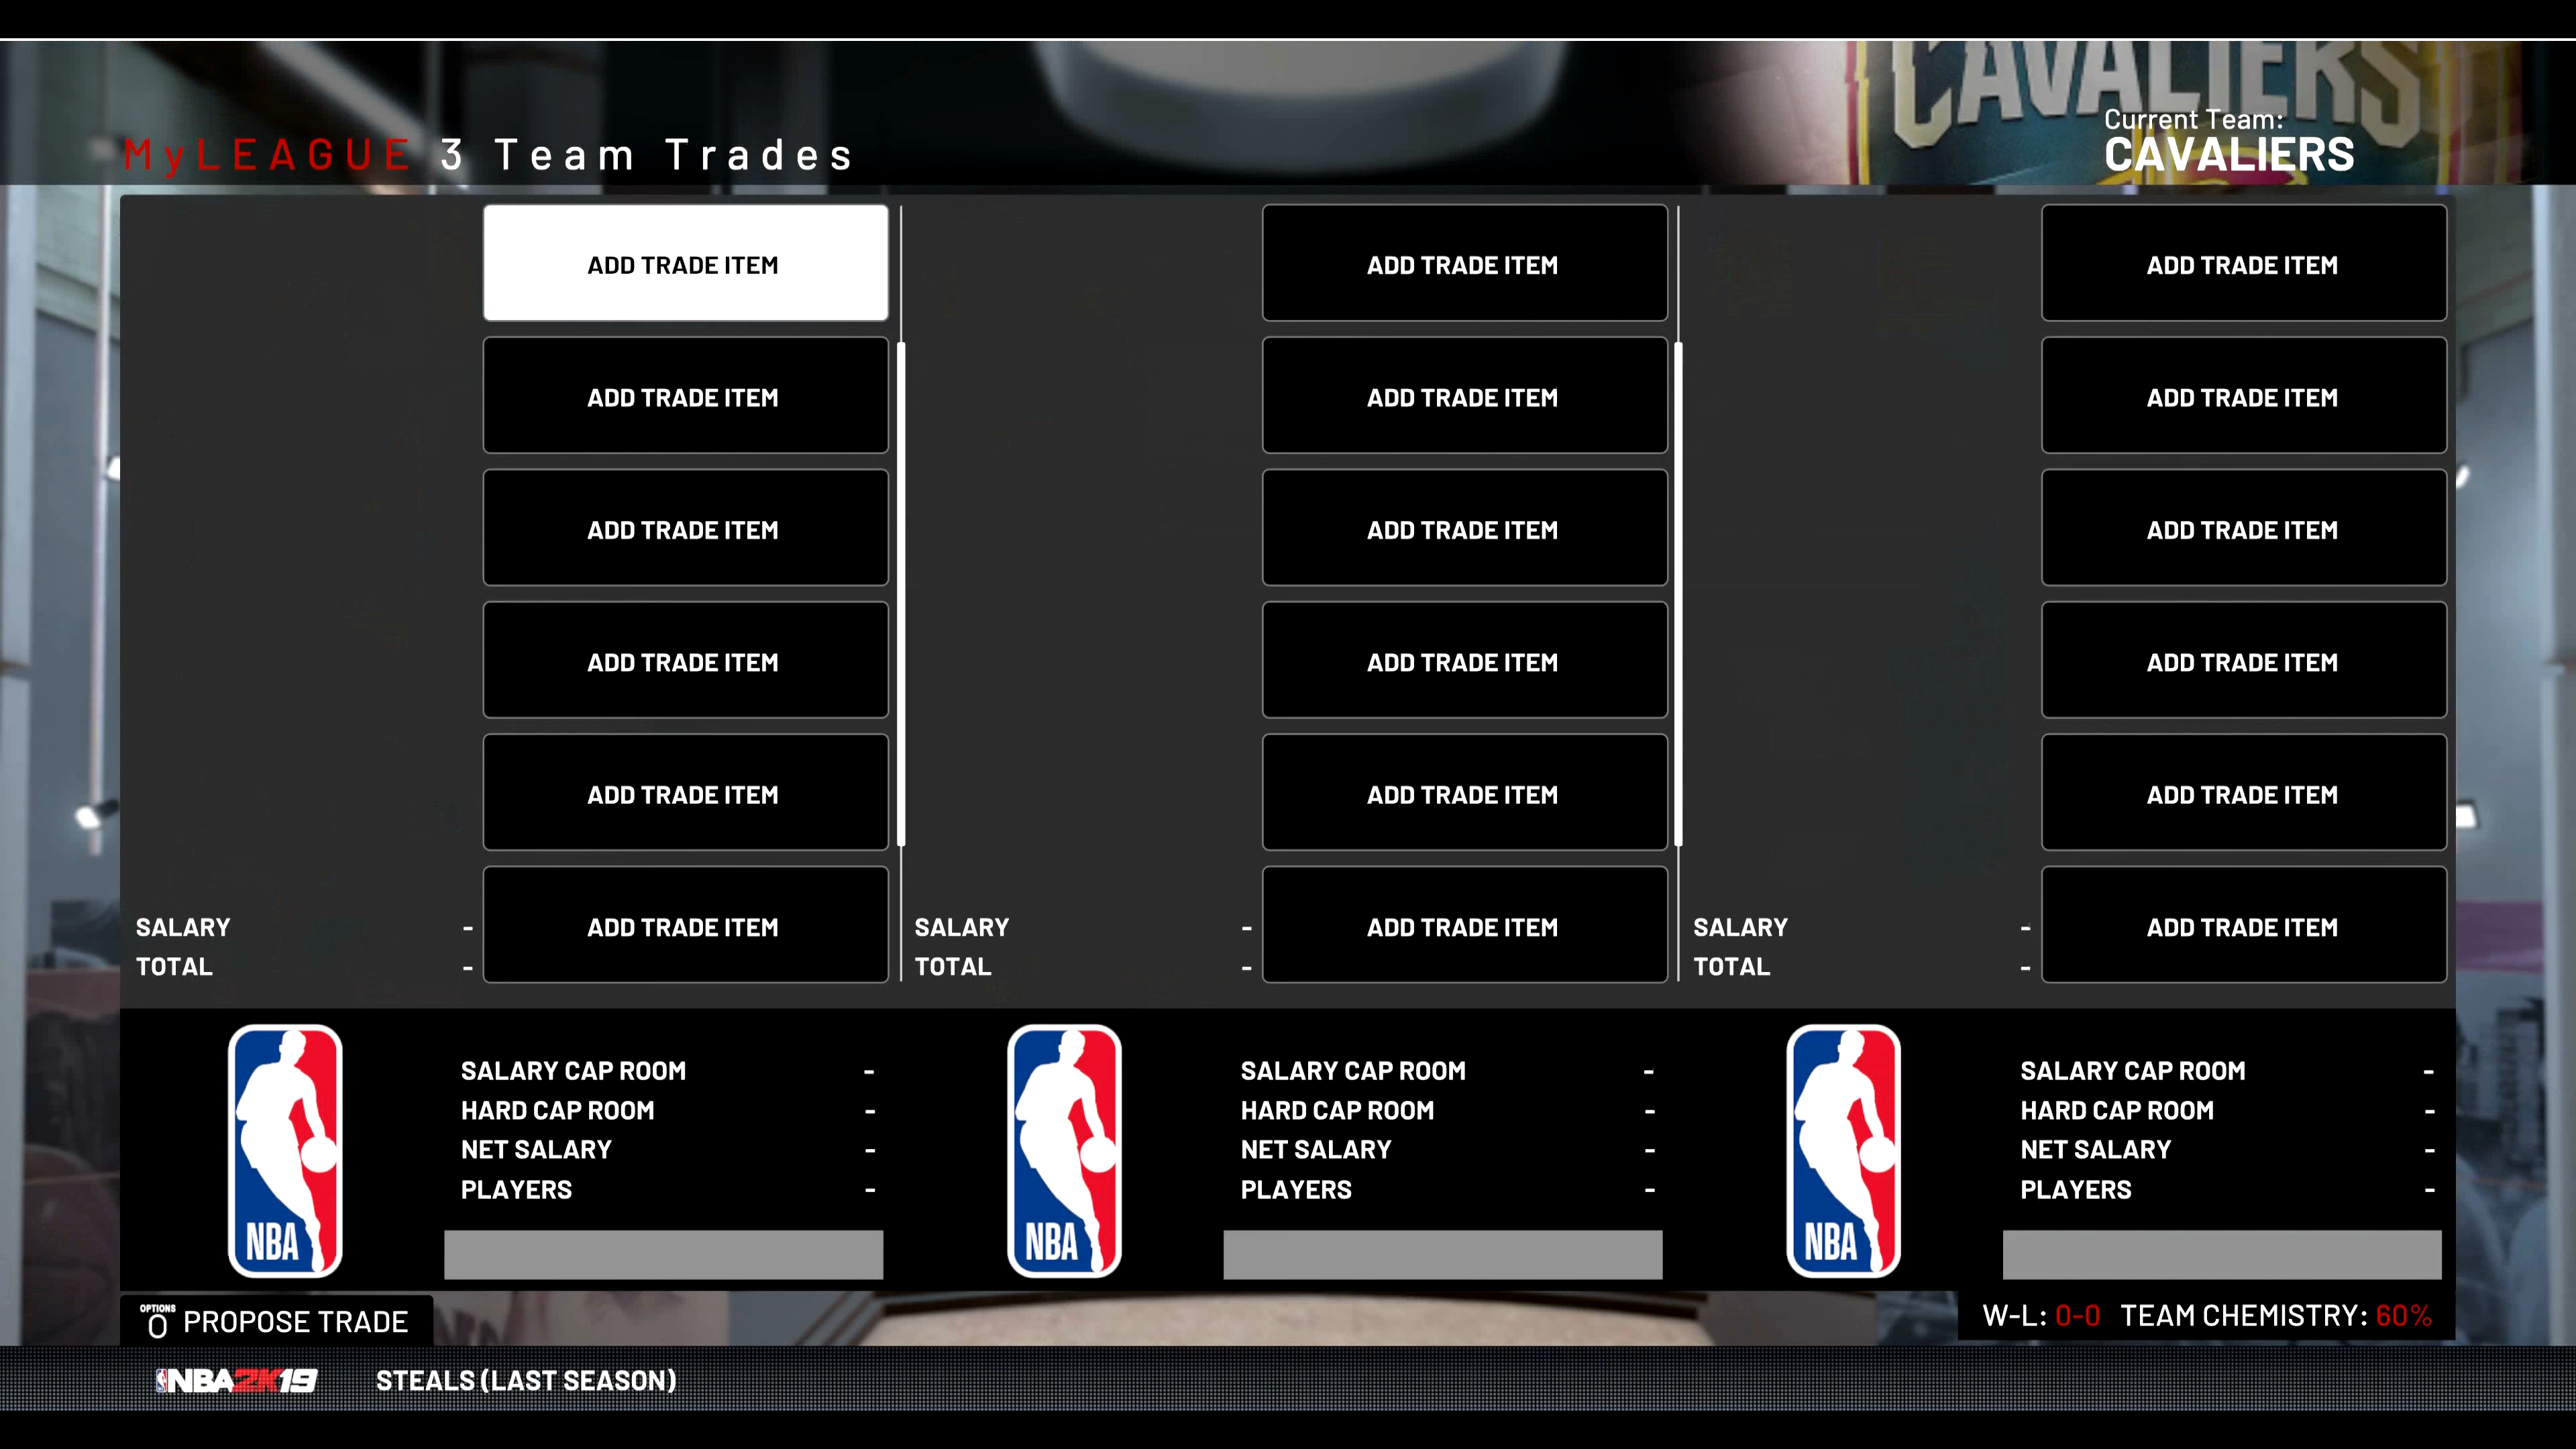 CAVALIERS
Current Team:
CAVALIERS
MyLEAGUE 3 Team Trades
ADD TRADE ITEM ADD TRADE ITEM ADD TRADE ITEM
ADD TRADE ITEM ADD TRADE ITEM ADD TRADE ITEM
ADD TRADE ITEM ADD TRADE ITEM ADD TRADE ITEM
ADD TRADE ITEM ADD TRADE ITEM ADD TRADE ITEM
ADD TRADE ITEM ADD TRADE ITEM ADD TRADE ITEM
SALARY - ADD TRADE ITEM SALARY - ADD TRADE ITEM SALARY - ADD TRADE ITEM
TOTAL - TOTAL - TOTAL -
SALARY CAP ROOM - SALARY CAP ROOM - SALARY CAP ROOM -
HARD CAP ROOM - HARD CAP ROOM - HARD CAP ROOM -
NET SALARY - NET SALARY - NET SALARY -
PLAYERS - PLAYERS - PLAYERS -
NBA NBA NBA
OPTIONS
PROPOSE TRADE W-L: 0-0 TEAM CHEMISTRY: 60%
NBA2K19 STEALS (LAST SEASON)